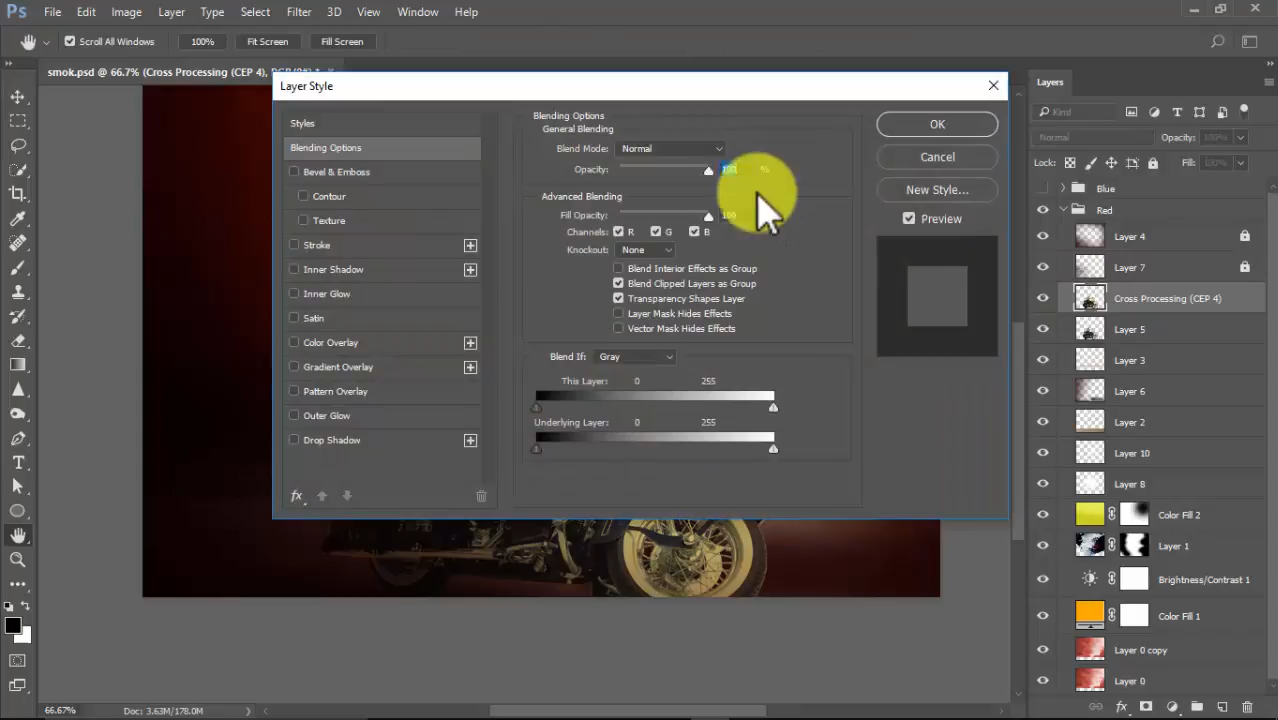 Ps File Edit Image Layer Type Select Filter 3D View Window Help
Scroll All Windows 100% Fit Screen Fill Screen
smok.psd @ 66.7% (Cross Processing (CEP 4),
Layer Style
Styles
Blending Options
Bevel & Emboss
Contour
Texture
Stroke
Inner Shadow
Inner Glow
Satin
Color Overlay
Gradient Overlay
Pattern Overlay
Outer Glow
Drop Shadow
fx
Blending Options
General Blending
Blend Mode: Normal
Opacity: 100 %
Advanced Blending
Fill Opacity: 100
Channels: R G B
Knockout: None
Blend Interior Effects as Group
Blend Clipped Layers as Group
Transparency Shapes Layer
Layer Mask Hides Effects
Vector Mask Hides Effects
Blend If: Gray
This Layer: 0 255
Underlying Layer: 0 255
OK
Cancel
New Style...
Preview
Layers
Kind
Normal Opacity: 100%
Lock: Fill: 100%
Blue
Red
Layer 4
Layer 7
Cross Processing (CEP 4)
Layer 5
Layer 3
Layer 6
Layer 2
Layer 10
Layer 8
Color Fill 2
Layer 1
Brightness/Contrast 1
Color Fill 1
Layer 0 copy
Layer 0
fx
66.67% Doc: 3.63M/178.0M